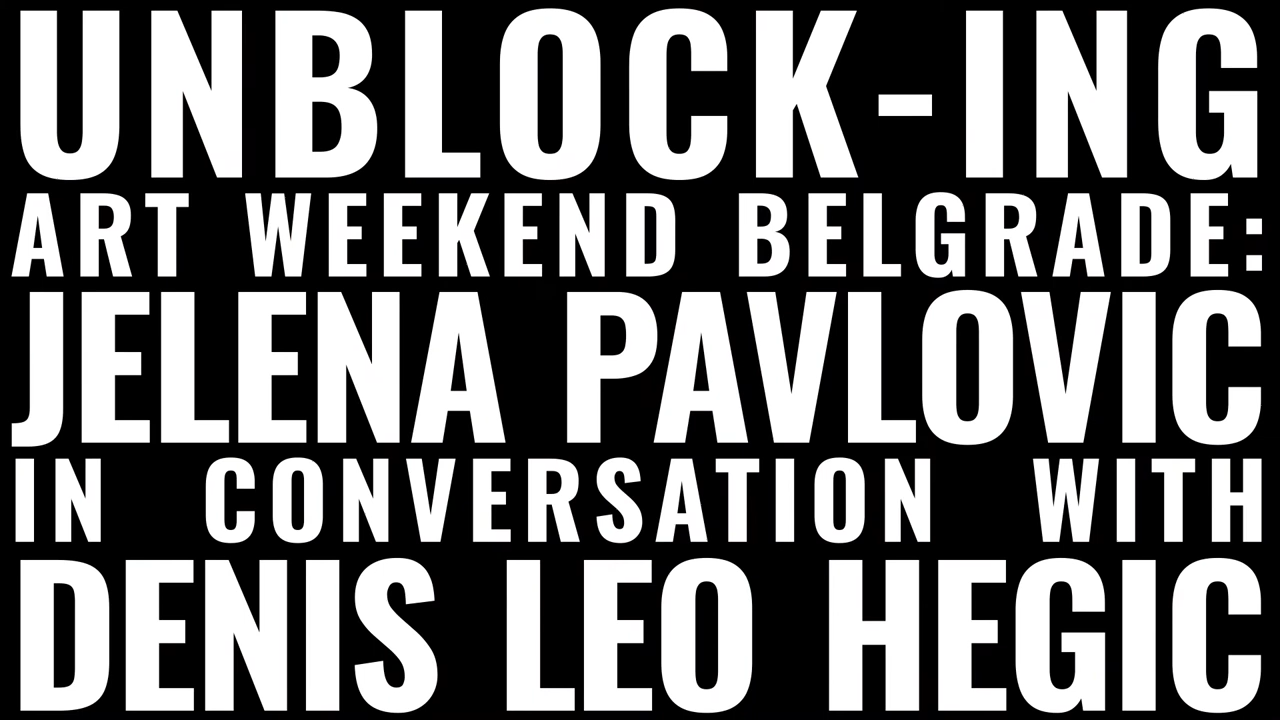 UNBLOCK-ING
ART WEEKEND BELGRADE:
JELENA PAVLOVIC
IN CONVERSATION WITH
DENIS LEO HEGIC